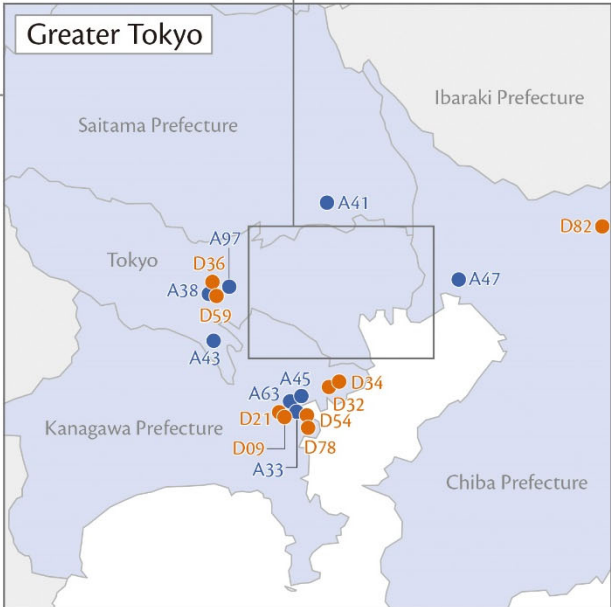 Greater Tokyo
Ibaraki Prefecture
Saitama Prefecture
A41
D82
A97
Tokyo
D36
A47
A38
D59
A43
A45
D34
A63
D32
D21
D54
Kanagawa Prefecture
D09
D78
A33
Chiba Prefecture